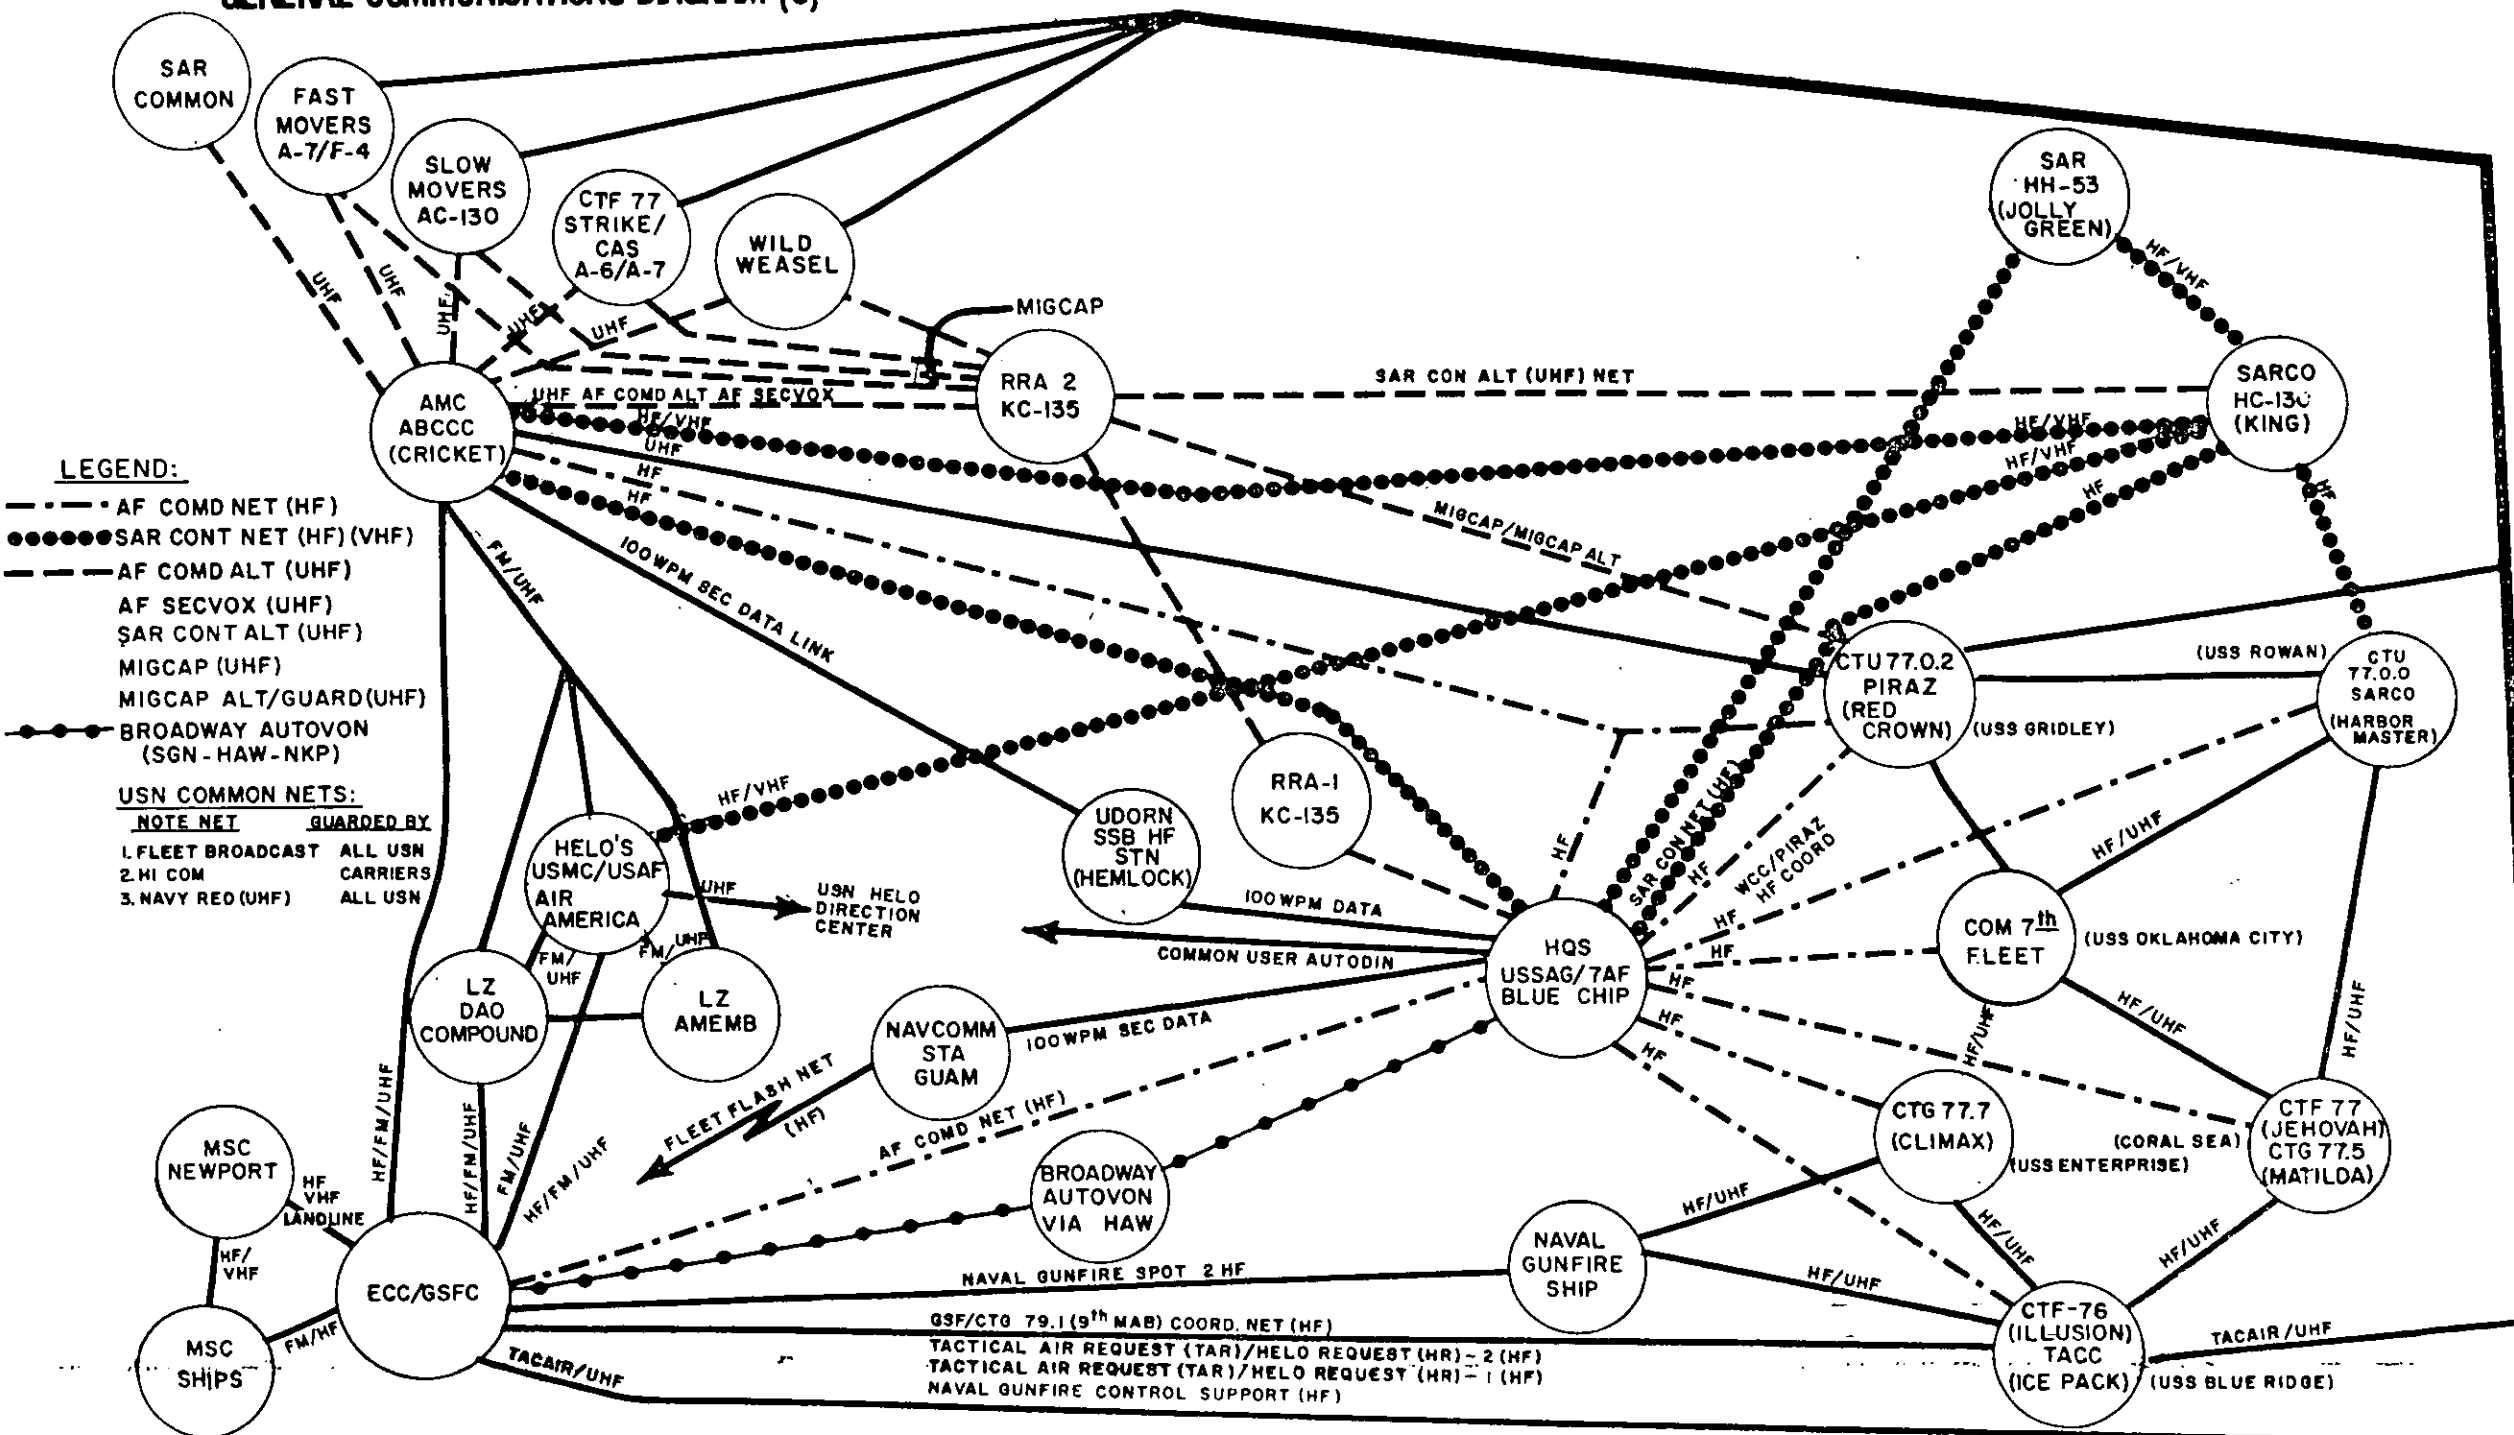 GENERAL COMMUNICATIONS DIAGRAM
SAR
COMMON
FAST
MOVERS
A-7/F-4
SLOW
MOVERS
AC-130
CTF 77
STRIKE/
CAS
A-6/A-7
WILD
WEASEL
MIGCAP
SAR
HH-53
(JOLLY
GREEN)
HF/VHF
UHF
UHF
UHF
UHF
UHF
AMC
ABCCC
(CRICKET)
UHF AF COMD ALT AF SECVOX
HF/VHF
UHF
HF
HF
RRA 2
KC-135
SAR CON ALT (UHF) NET
SARCO
HC-130
(KING)
HF/VHF
HF/VHF
HF
HF
MIGCAP/MIGCAP ALT
LEGEND:
AF COMD NET (HF)
SAR CONT NET (HF) (VHF)
AF COMD ALT (UHF)
AF SECVOX (UHF)
SAR CONT ALT (UHF)
MIGCAP (UHF)
MIGCAP ALT/GUARD (UHF)
BROADWAY AUTOVON
(SGN-HAW-NKP)
USN COMMON NETS:
NOTE NET GUARDED BY
1. FLEET BROADCAST ALL USN
2. HI COM CARRIERS
3. NAVY RED (UHF) ALL USN
FM/UHF
100 WPM SEC DATA LINK
CTU 77.0.2
PIRAZ
(RED
CROWN)
(USS GRIDLEY)
(USS ROWAN)
CTU
77.0.0
SARCO
(HARBOR
MASTER)
HF/VHF
HELO'S
USMC/USAF
AIR
AMERICA
UHF
USN HELO
DIRECTION
CENTER
UDORN
SSB HF
STN
(HEMLOCK)
RRA-1
KC-135
HF
SAR CON NET (HF)
HF
WCC/PIRAZ
HF COORD
HF/UHF
100 WPM DATA
COMMON USER AUTODIN
HQS
USSAG/7AF
BLUE CHIP
HF
HF
HF
HF
HF
COM 7th
FLEET
(USS OKLAHOMA CITY)
FM/
UHF
FM/UHF
LZ
DAO
COMPOUND
LZ
AMEMB
NAVCOMM
STA
GUAM
100 WPM SEC DATA
FLEET FLASH NET
(HF)
AF COMD NET (HF)
HF/UHF
HF/UHF
HF/UHF
CTG 77.7
(CLIMAX)
(USS ENTERPRISE)
(CORAL SEA)
CTF 77
(JEHOVAH)
CTG 77.5
(MATILDA)
HF/FM/UHF
HF/FM/UHF
FM/UHF
HF/FM/UHF
MSC
NEWPORT
HF
VHF
LANDLINE
HF/
VHF
MSC
SHIPS
FM/HF
ECC/GSFC
BROADWAY
AUTOVON
VIA HAW
NAVAL
GUNFIRE
SHIP
HF/UHF
HF/UHF
HF/UHF
HF/UHF
NAVAL GUNFIRE SPOT 2 HF
GSF/CTG 79.1 (9th MAB) COORD. NET (HF)
TACTICAL AIR REQUEST (TAR)/HELO REQUEST (HR)-2 (HF)
TACTICAL AIR REQUEST (TAR)/HELO REQUEST (HR)-1 (HF)
NAVAL GUNFIRE CONTROL SUPPORT (HF)
TACAIR/UHF
CTF-76
(ILLUSION)
TACC
(ICE PACK)
(USS BLUE RIDGE)
TACAIR/UHF